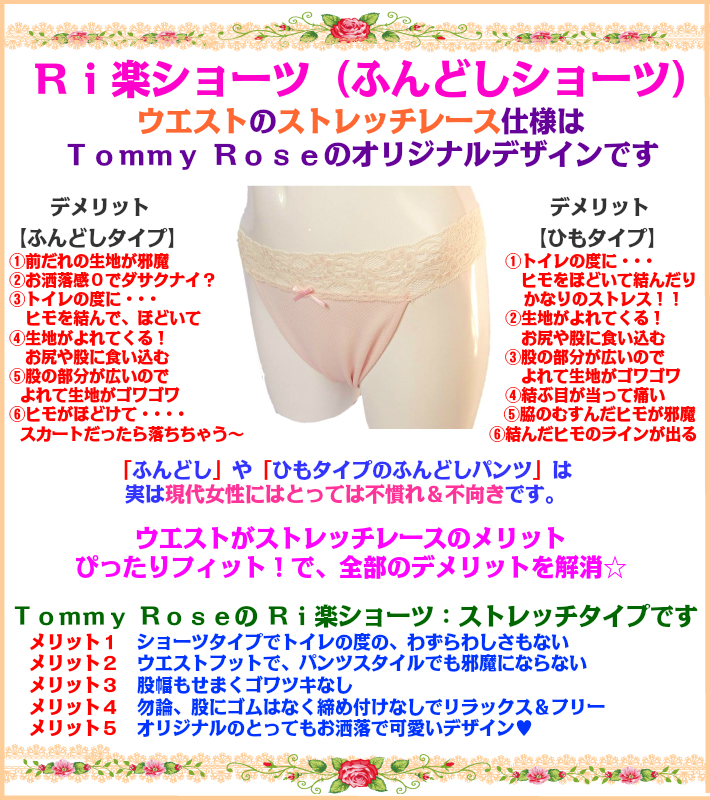 Ｒｉ楽ショーツ（ふんどしショーツ）
ウエストのストレッチレース仕様は
Ｔｏｍｍｙ Ｒｏｓｅのオリジナルデザインです
デメリット
【ふんどしタイプ】
①前だれの生地が邪魔
②お洒落感０でダサクナイ？
③トイレの度に・・・
ヒモを結んで、ほどいて
④生地がよれてくる！
お尻や股に食い込む
⑤股の部分が広いので
よれて生地がゴワゴワ
⑥ヒモがほどけて・・・・
スカートだったら落ちちゃう～
デメリット
【ひもタイプ】
①トイレの度に・・・
ヒモをほどいて結んだり
かなりのストレス！！
②生地がよれてくる！
お尻や股に食い込む
③股の部分が広いので
よれて生地がゴワゴワ
④結ぶ目が当って痛い
⑤脇のむすんだヒモが邪魔
⑥結んだヒモのラインが出る
「ふんどし」や「ひもタイプのふんどしパンツ」は
実は現代女性にはとっては不慣れ＆不向きです。
ウエストがストレッチレースのメリット
ぴったりフィット！で、全部のデメリットを解消☆
Ｔｏｍｍｙ Ｒｏｓｅの Ｒｉ楽ショーツ：ストレッチタイプです
メリット１ ショーツタイプでトイレの度の、わずらわしさもない
メリット２ ウエストフットで、パンツスタイルでも邪魔にならない
メリット３ 股幅もせまくゴワツキなし
メリット４ 勿論、股にゴムはなく締め付けなしでリラックス＆フリー
メリット５ オリジナルのとってもお洒落で可愛いデザイン♥